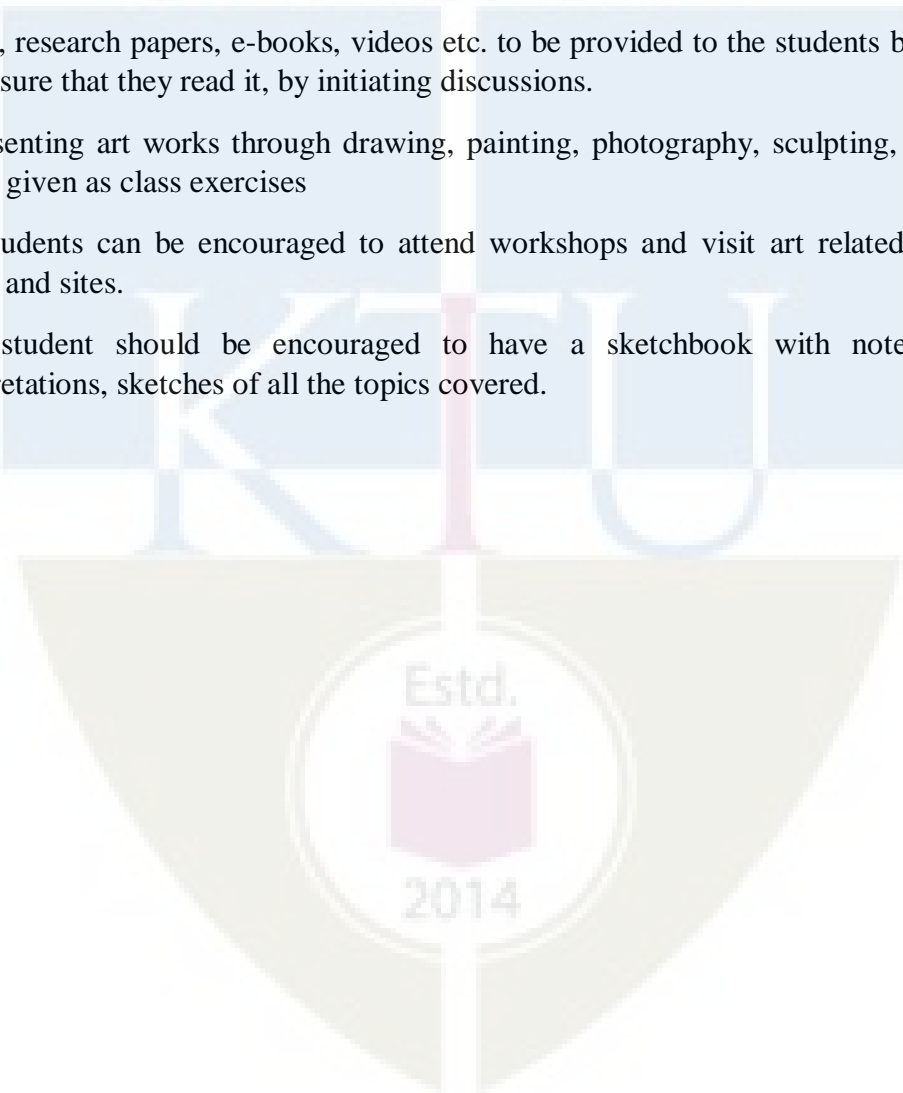 , research papers, e-books, videos etc. to be provided to the students b
sure that they read it, by initiating discussions.
senting art works through drawing, painting, photography, sculpting,
given as class exercises
udents can be encouraged to attend workshops and visit art related
and sites.
student should be encouraged to have a sketchbook with note
retations, sketches of all the topics covered.
KTU
Estd.
2014